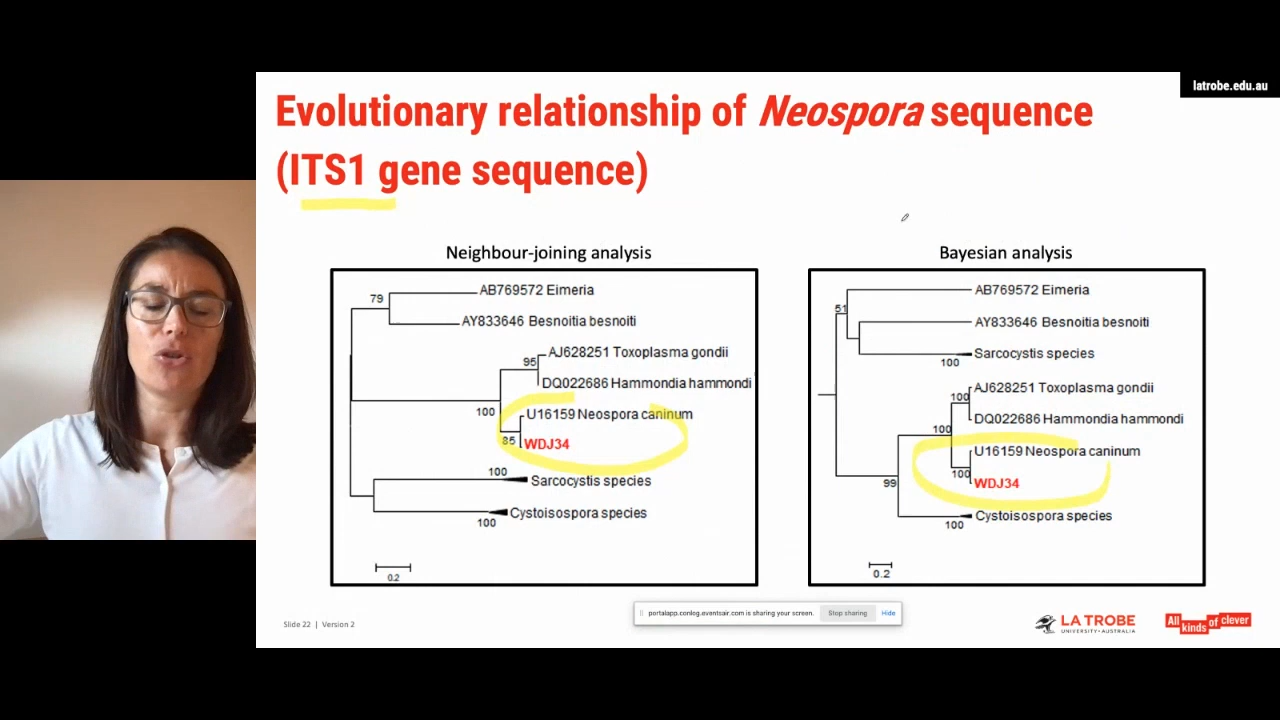 latrobe.edu.au
Evolutionary relationship of Neospora sequence
(ITS1 gene sequence)
Neighbour-joining analysis
79
AB769572 Eimeria
AY833646 Besnoitia besnoiti
95
AJ628251 Toxoplasma gondii
DQ022686 Hammondia hammondi
100
U16159 Neospora caninum
85
WDJ34
100
Sarcocystis species
Cystoisospora species
100
0.2
Bayesian analysis
AB769572 Eimeria
51
AY833646 Besnoitia besnoiti
Sarcocystis species
100
AJ628251 Toxoplasma gondii
100
DQ022686 Hammondia hammondi
100
U16159 Neospora caninum
100
WDJ34
99
Cystoisospora species
100
0.2
portalapp.conlog.eventsair.com is sharing your screen.
Stop sharing
Hide
Slide 22 | Version 2
LA TROBE
UNIVERSITY • AUSTRALIA
All kinds of clever